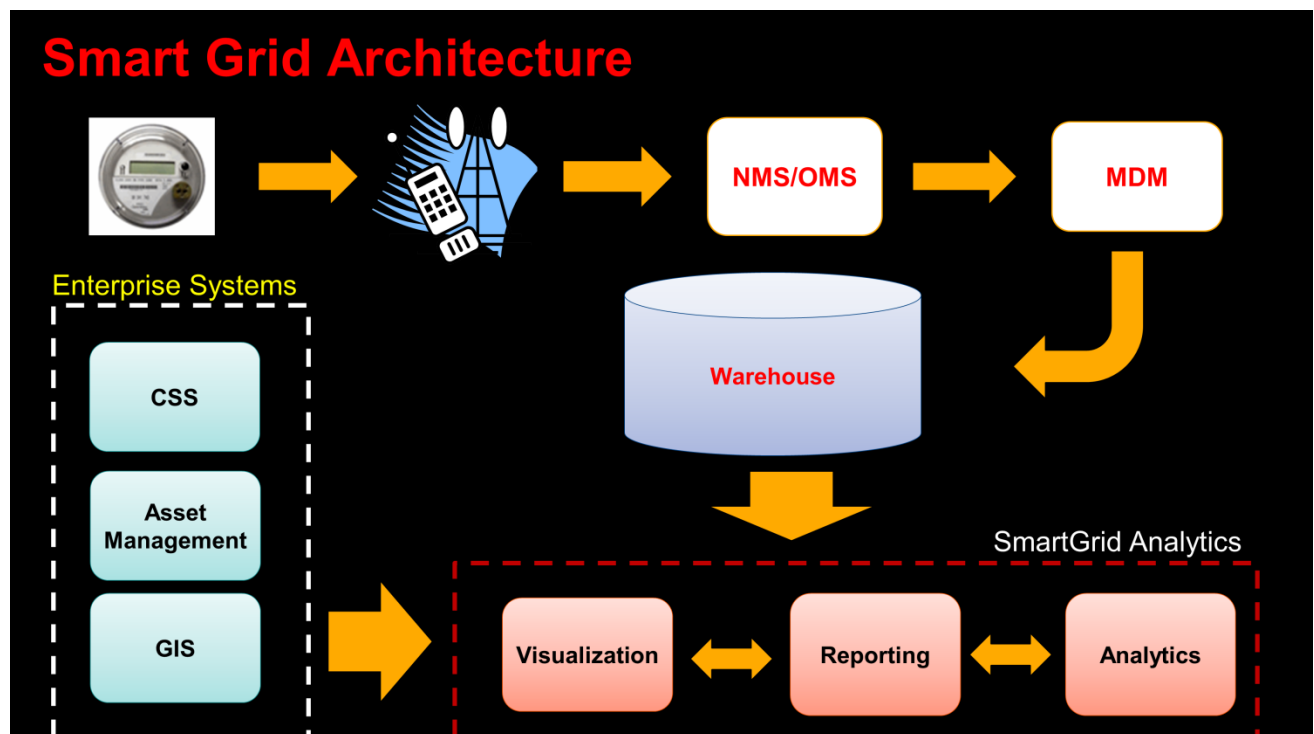 Smart Grid Architecture
NMS/OMS
MDM
Enterprise Systems
CSS
Warehouse
Asset
Management
SmartGrid Analytics
GIS
Visualization
Reporting
Analytics